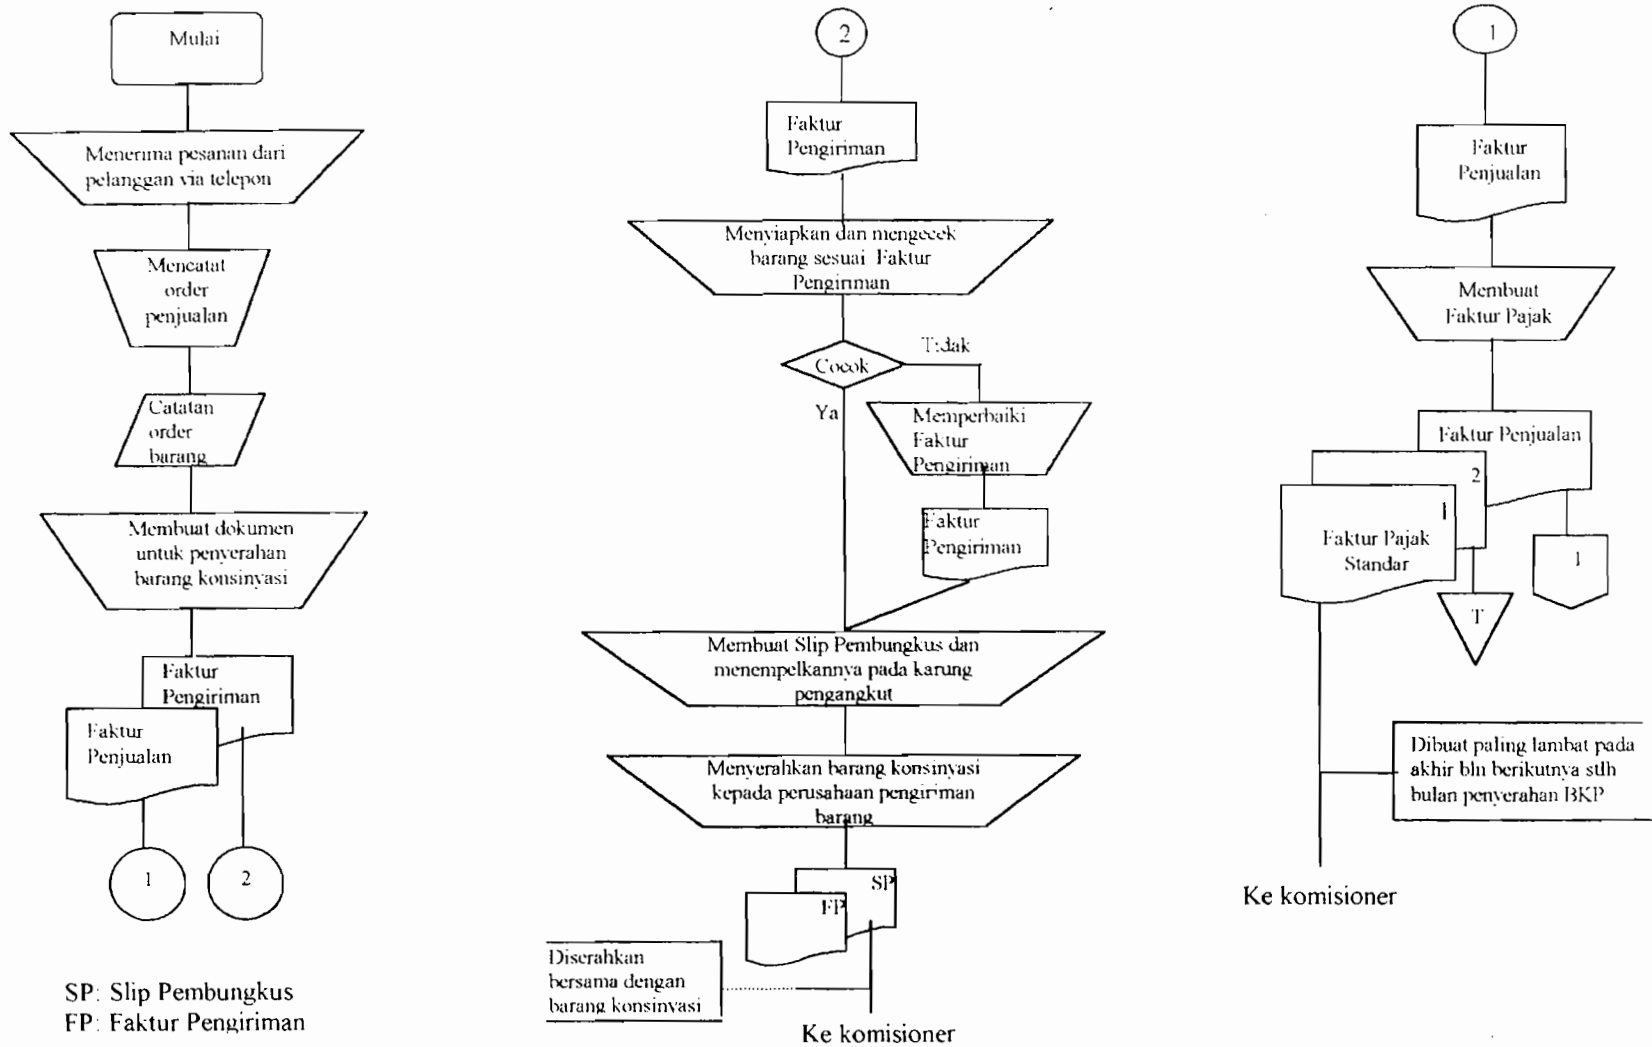 Mulai
Menerima pesanan dari
pelanggan via telepon
Mencatat
order
penjualan
Catatan
order
barang
Membuat dokumen
untuk penyerahan
barang konsinyasi
Faktur
Pengiriman
Faktur
Penjualan
1
2
SP: Slip Pembungkus
FP: Faktur Pengiriman
2
Faktur
Pengiriman
Menyiapkan dan mengecek
barang sesuai Faktur
Pengiriman
Cocok
Tidak
Ya
Memperbaiki
Faktur
Pengiriman
Faktur
Pengiriman
Membuat Slip Pembungkus dan
menempelkannya pada karung
pengangkut
Menyerahkan barang konsinyasi
kepada perusahaan pengiriman
barang
SP
FP
Diserahkan
bersama dengan
barang konsinyasi
Ke komisioner
1
Faktur
Penjualan
Membuat
Faktur Pajak
Faktur Penjualan
2
1
Faktur Pajak
Standar
T
1
Dibuat paling lambat pada
akhir bln berikutnya stlh
bulan penyerahan BKP
Ke komisioner